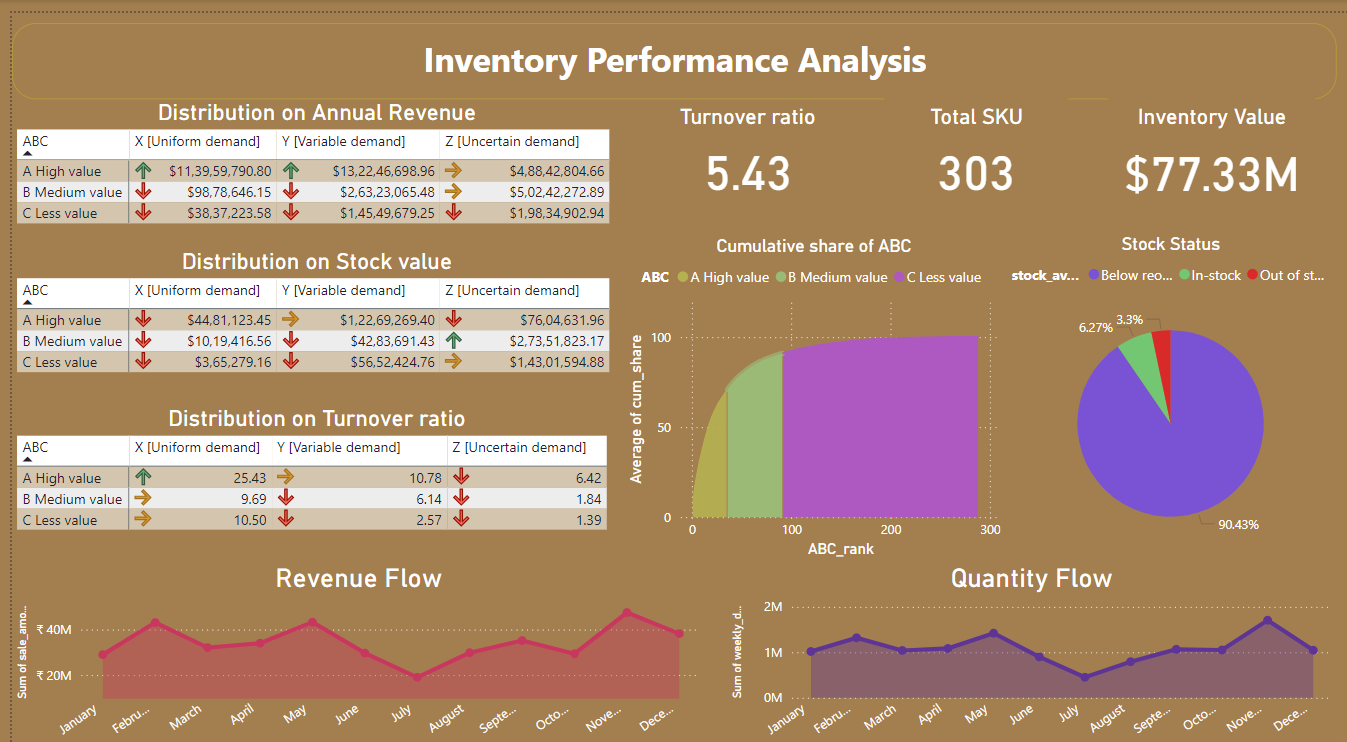 Inventory Performance Analysis
Distribution on Annual Revenue
ABC X [Uniform demand] Y [Variable demand] Z [Uncertain demand]
A High value $11,39,59,790.80 $13,22,46,698.96 $4,88,42,804.66
B Medium value $98,78,646.15 $2,63,23,065.48 $5,02,42,272.89
C Less value $38,37,223.58 $1,45,49,679.25 $1,98,34,902.94
Turnover ratio
5.43
Total SKU
303
Inventory Value
$77.33M
Distribution on Stock value
ABC X [Uniform demand] Y [Variable demand] Z [Uncertain demand]
A High value $44,81,123.45 $1,22,69,269.40 $76,04,631.96
B Medium value $10,19,416.56 $42,83,691.43 $2,73,51,823.17
C Less value $3,65,279.16 $56,52,424.76 $1,43,01,594.88
Distribution on Turnover ratio
ABC X [Uniform demand] Y [Variable demand] Z [Uncertain demand]
A High value 25.43 10.78 6.42
B Medium value 9.69 6.14 1.84
C Less value 10.50 2.57 1.39
Cumulative share of ABC
ABC A High value B Medium value C Less value
Average of cum_share
100
50
0
0 100 200 300
ABC_rank
Stock Status
stock_av... Below reo... In-stock Out of st...
6.27% 3.3%
90.43%
Revenue Flow
Sum of sale_amo...
₹40M
₹20M
January Febru... March April May June July August Septe... Octo... Nove... Dece...
Quantity Flow
Sum of weekly_d...
2M
1M
0M
January Febru... March April May June July August Septe... Octo... Nove... Dece...